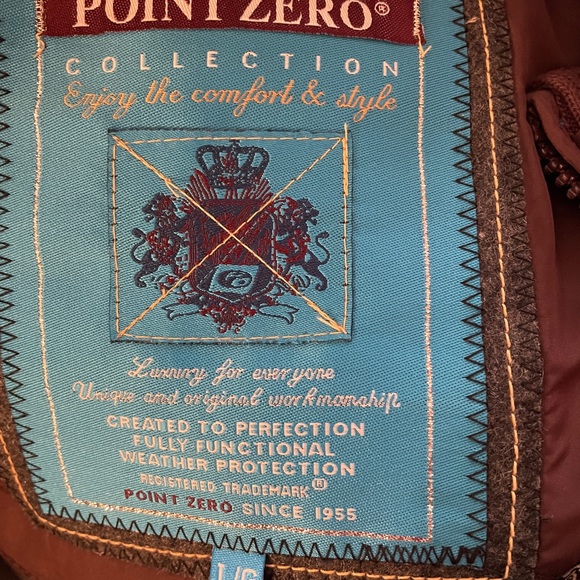 POINT ZERO®
COLLECTION
Enjoy the comfort & style
Luxury for everyone
Unique and original workmanship
CREATED TO PERFECTION
FULLY FUNCTIONAL
WEATHER PROTECTION
REGISTERED TRADEMARK®
POINT ZERO SINCE 1955
L/G